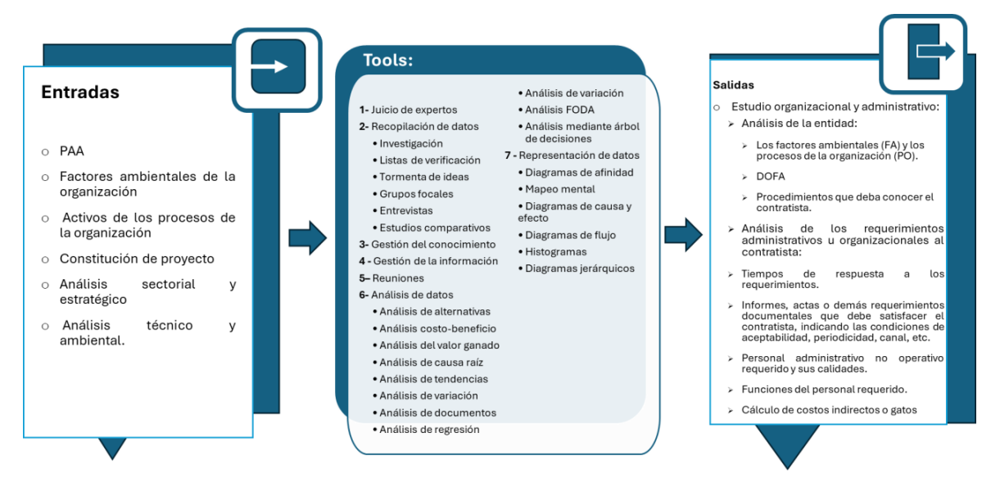 Entradas
o PAA
o Factores ambientales de la
organización
o Activos de los procesos de
la organización
o Constitución de proyecto
o Análisis sectorial y
estratégico
o Análisis técnico y
ambiental.
Tools:
1- Juicio de expertos
2- Recopilación de datos
• Investigación
• Listas de verificación
• Tormenta de ideas
• Grupos focales
• Entrevistas
• Estudios comparativos
3- Gestión del conocimiento
4 - Gestión de la información
5– Reuniones
6- Análisis de datos
• Análisis de alternativas
• Análisis costo-beneficio
• Análisis del valor ganado
• Análisis de causa raíz
• Análisis de tendencias
• Análisis de variación
• Análisis de documentos
• Análisis de regresión
• Análisis de variación
• Análisis FODA
• Análisis mediante árbol
de decisiones
7 - Representación de datos
• Diagramas de afinidad
• Mapeo mental
• Diagramas de causa y
efecto
• Diagramas de flujo
• Histogramas
• Diagramas jerárquicos
Salidas
o Estudio organizacional y administrativo:
➢ Análisis de la entidad:
➢ Los factores ambientales (FA) y los
procesos de la organización (PO).
➢ DOFA
➢ Procedimientos que deba conocer el
contratista.
➢ Análisis de los requerimientos
administrativos u organizacionales al
contratista:
➢ Tiempos de respuesta a los
requerimientos.
➢ Informes, actas o demás requerimientos
documentales que debe satisfacer el
contratista, indicando las condiciones de
aceptabilidad, periodicidad, canal, etc.
➢ Personal administrativo no operativo
requerido y sus calidades.
➢ Funciones del personal requerido.
➢ Cálculo de costos indirectos o gatos